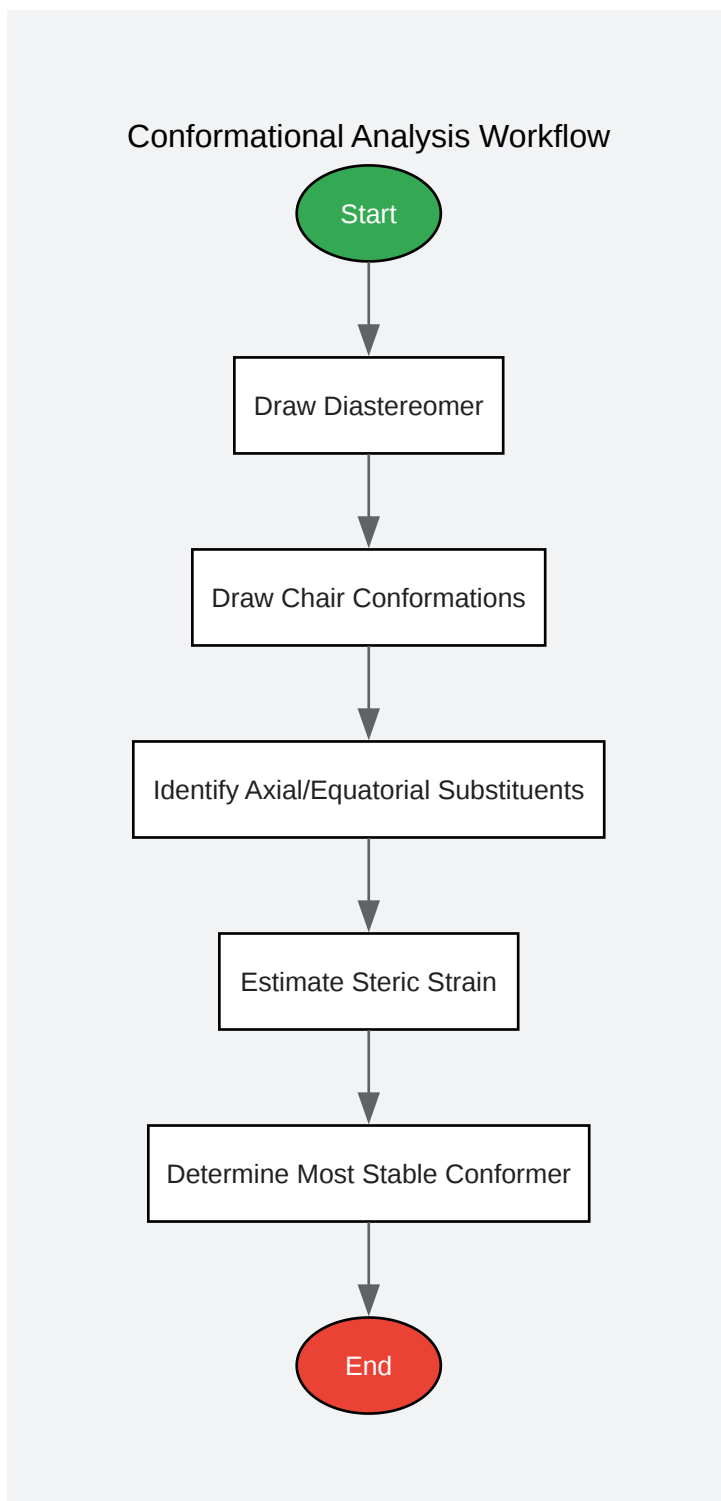 Conformational Analysis Workflow
Start
Draw Diastereomer
Draw Chair Conformations
Identify Axial/Equatorial Substituents
Estimate Steric Strain
Determine Most Stable Conformer
End